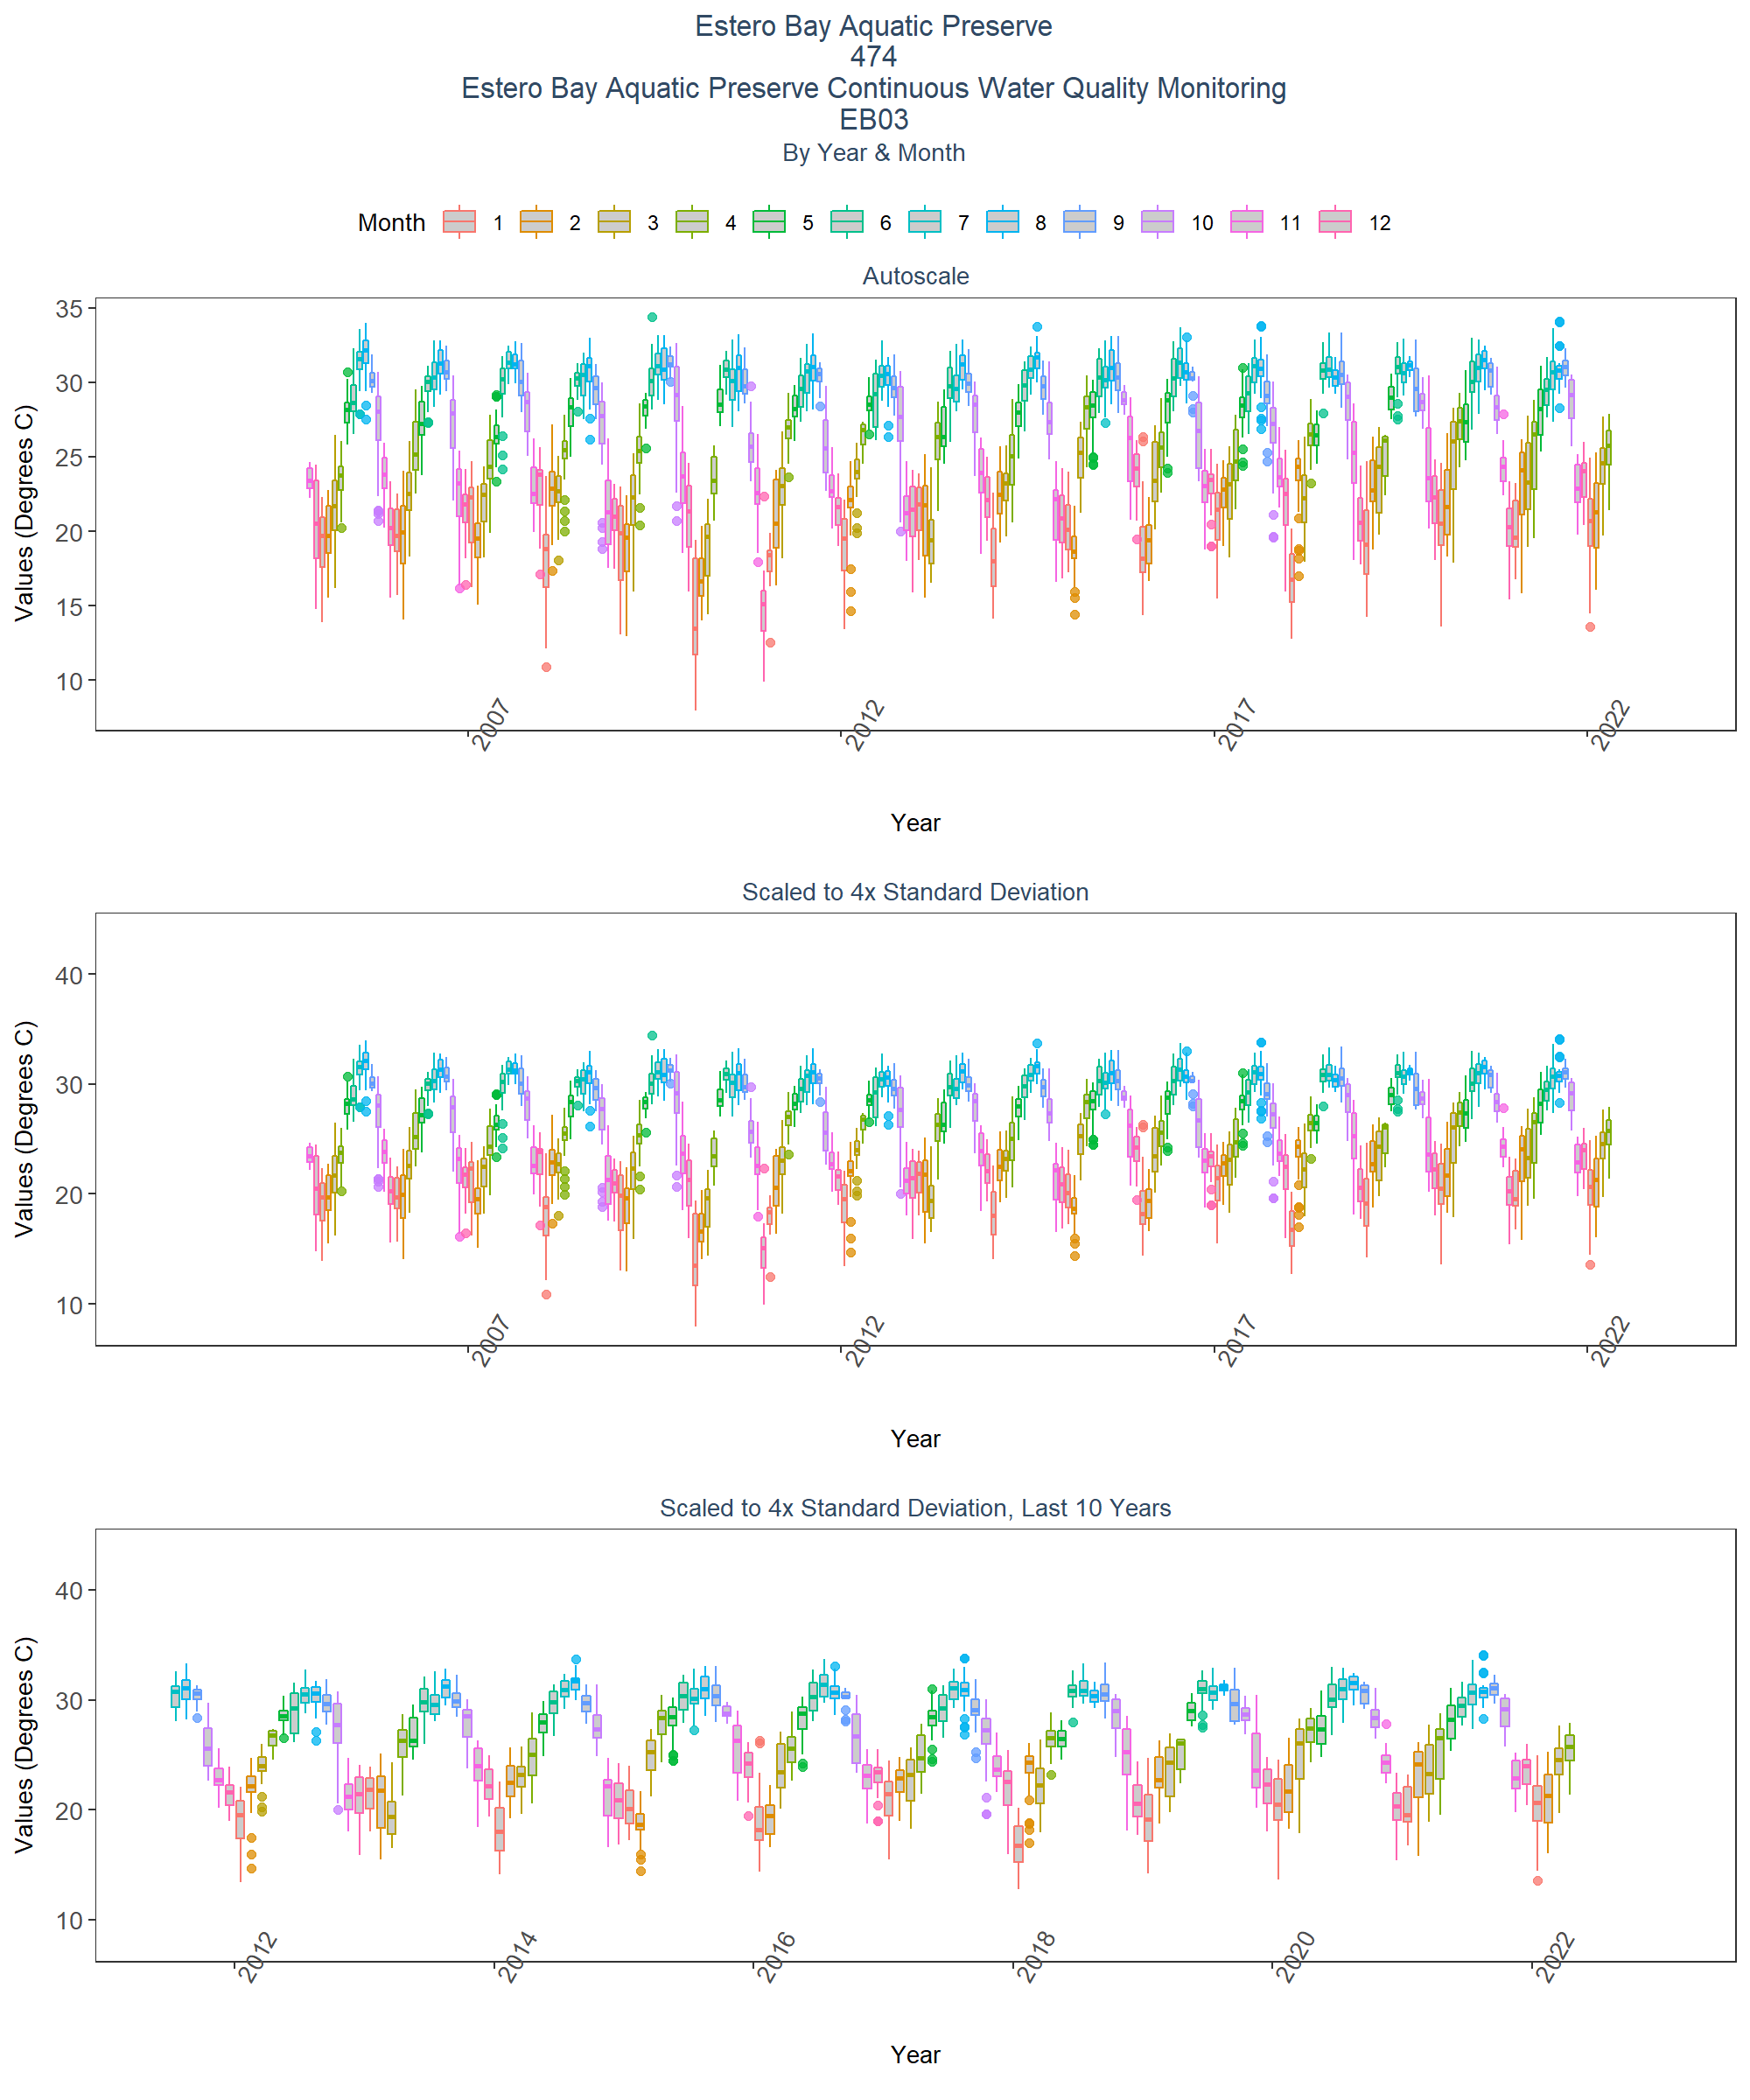 Estero Bay Aquatic Preserve
474
Estero Bay Aquatic Preserve Continuous Water Quality Monitoring
EB03
By Year & Month
Month 1 2 3 4 5 6 7 8 9 10 11 12
Autoscale
Values (Degrees C)
35
30
25
20
15
10
2007 2012 2017 2022
Year
Scaled to 4x Standard Deviation
Values (Degrees C)
40
30
20
10
2007 2012 2017 2022
Year
Scaled to 4x Standard Deviation, Last 10 Years
Values (Degrees C)
40
30
20
10
2012 2014 2016 2018 2020 2022
Year